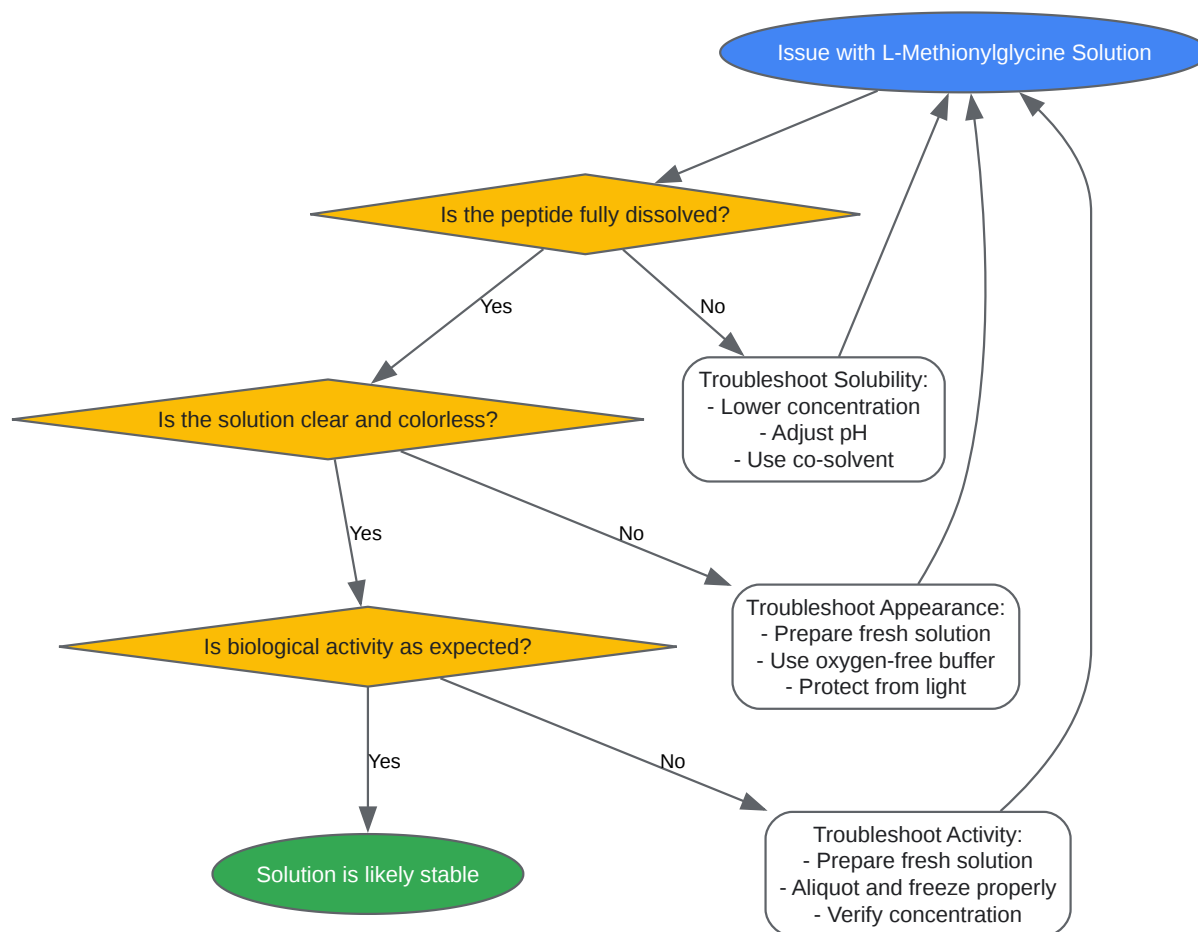 Issue with L-Methionylglycine Solution
Is the peptide fully dissolved?
Yes
No
Troubleshoot Solubility:
- Lower concentration
- Adjust pH
- Use co-solvent
Is the solution clear and colorless?
Yes
No
Troubleshoot Appearance:
- Prepare fresh solution
- Use oxygen-free buffer
- Protect from light
Is biological activity as expected?
Yes
No
Troubleshoot Activity:
- Prepare fresh solution
- Aliquot and freeze properly
- Verify concentration
Solution is likely stable